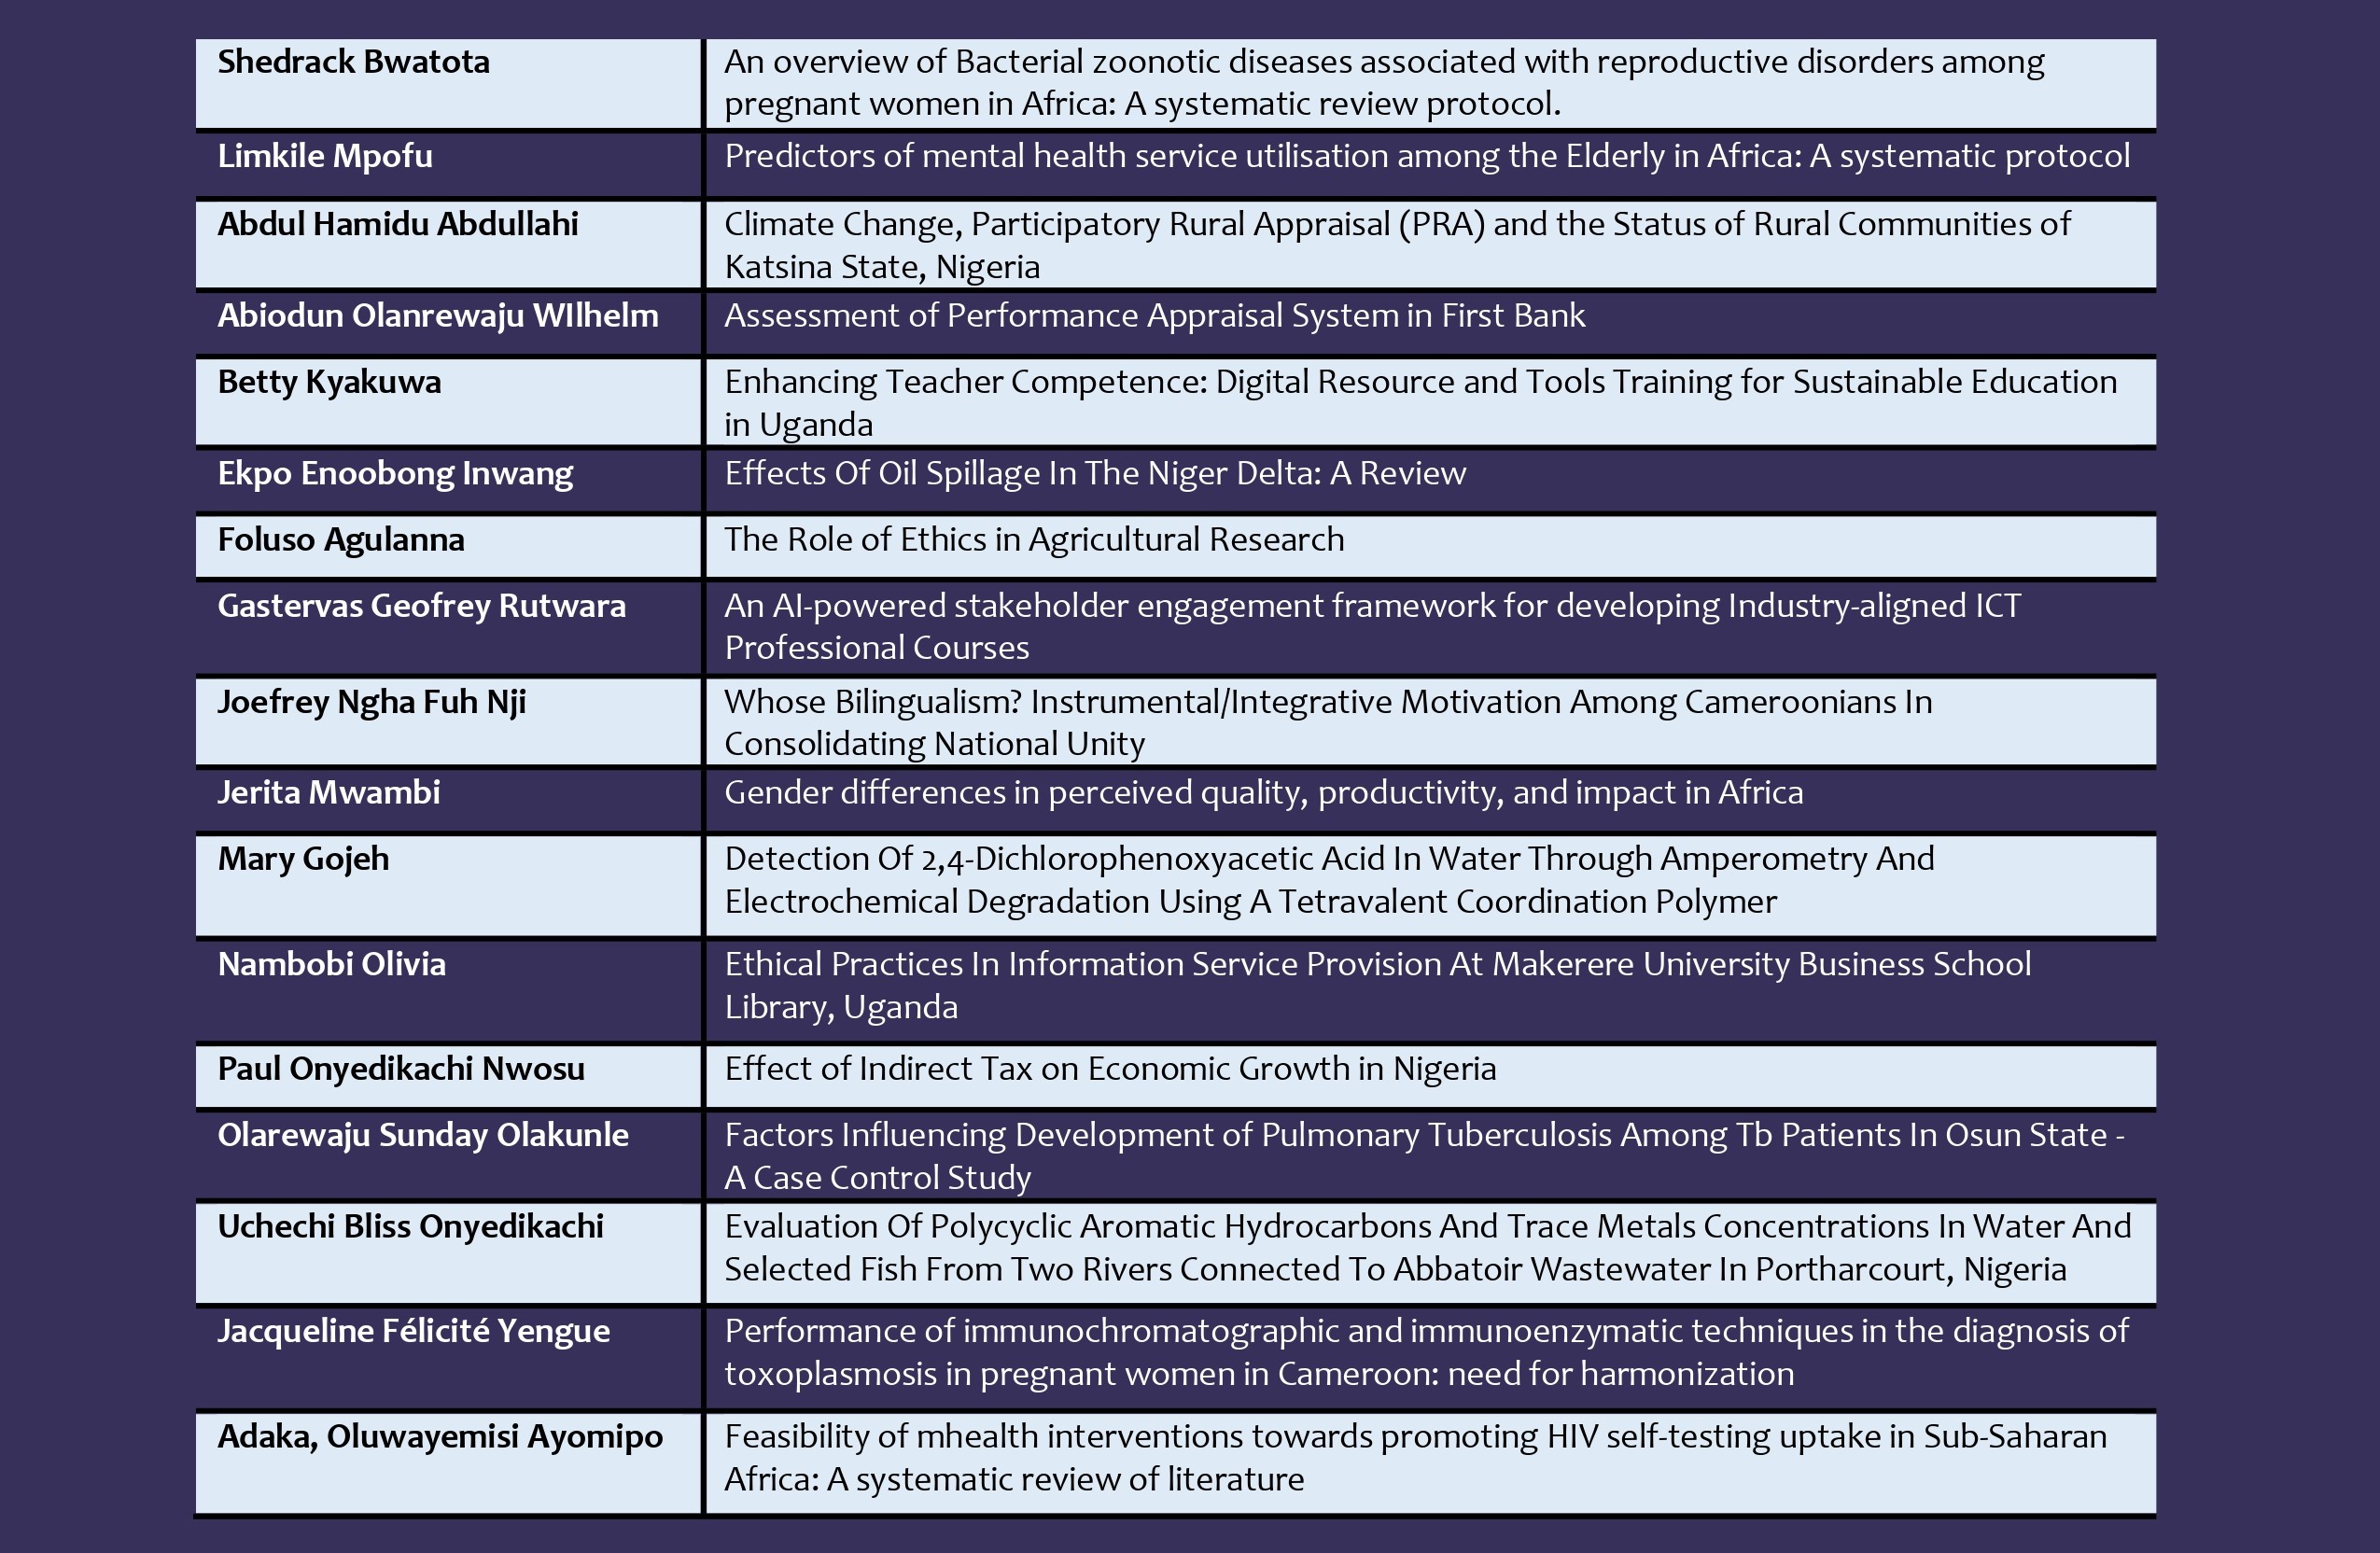 Shedrack Bwatota
An overview of Bacterial zoonotic diseases associated with reproductive disorders among
pregnant women in Africa: A systematic review protocol.
Limkile Mpofu
Predictors of mental health service utilisation among the Elderly in Africa: A systematic protocol
Abdul Hamidu Abdullahi
Climate Change, Participatory Rural Appraisal (PRA) and the Status of Rural Communities of
Katsina State, Nigeria
Abiodun Olanrewaju WIlhelm
Assessment of Performance Appraisal System in First Bank
Betty Kyakuwa
Enhancing Teacher Competence: Digital Resource and Tools Training for Sustainable Education
in Uganda
Ekpo Enoobong Inwang
Effects Of Oil Spillage In The Niger Delta: A Review
Foluso Agulanna
The Role of Ethics in Agricultural Research
Gastervas Geofrey Rutwara
An AI-powered stakeholder engagement framework for developing Industry-aligned ICT
Professional Courses
Joefrey Ngha Fuh Nji
Whose Bilingualism? Instrumental/Integrative Motivation Among Cameroonians In
Consolidating National Unity
Jerita Mwambi
Gender differences in perceived quality, productivity, and impact in Africa
Mary Gojeh
Detection Of 2,4-Dichlorophenoxyacetic Acid In Water Through Amperometry And
Electrochemical Degradation Using A Tetravalent Coordination Polymer
Nambobi Olivia
Ethical Practices In Information Service Provision At Makerere University Business School
Library, Uganda
Paul Onyedikachi Nwosu
Effect of Indirect Tax on Economic Growth in Nigeria
Olarewaju Sunday Olakunle
Factors Influencing Development of Pulmonary Tuberculosis Among Tb Patients In Osun State -
A Case Control Study
Uchechi Bliss Onyedikachi
Evaluation Of Polycyclic Aromatic Hydrocarbons And Trace Metals Concentrations In Water And
Selected Fish From Two Rivers Connected To Abbatoir Wastewater In Portharcourt, Nigeria
Jacqueline Félicité Yengue
Performance of immunochromatographic and immunoenzymatic techniques in the diagnosis of
toxoplasmosis in pregnant women in Cameroon: need for harmonization
Adaka, Oluwayemisi Ayomipo
Feasibility of mhealth interventions towards promoting HIV self-testing uptake in Sub-Saharan
Africa: A systematic review of literature